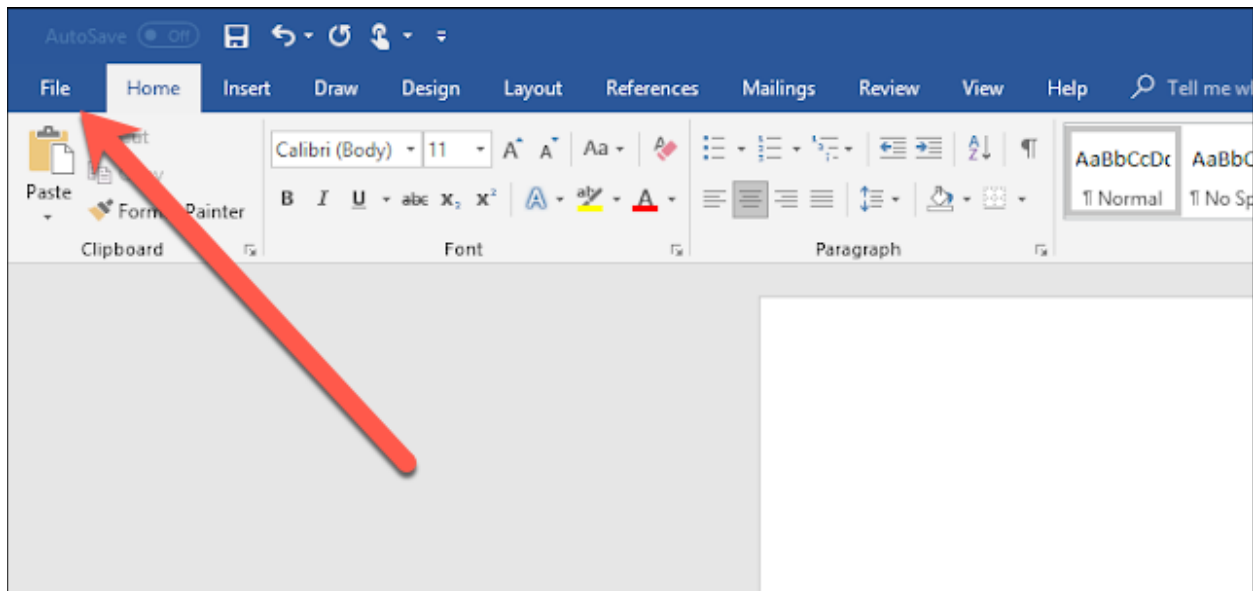 AutoSave Off
File Home Insert Draw Design Layout References Mailings Review View Help Tell me
Calibri (Body) 11 Aa
Paste
Painter
B I U abc X₂ X² A aby A
AaBbCcDc AaBbC
¶ Normal ¶ No Sp
Clipboard Font Paragraph